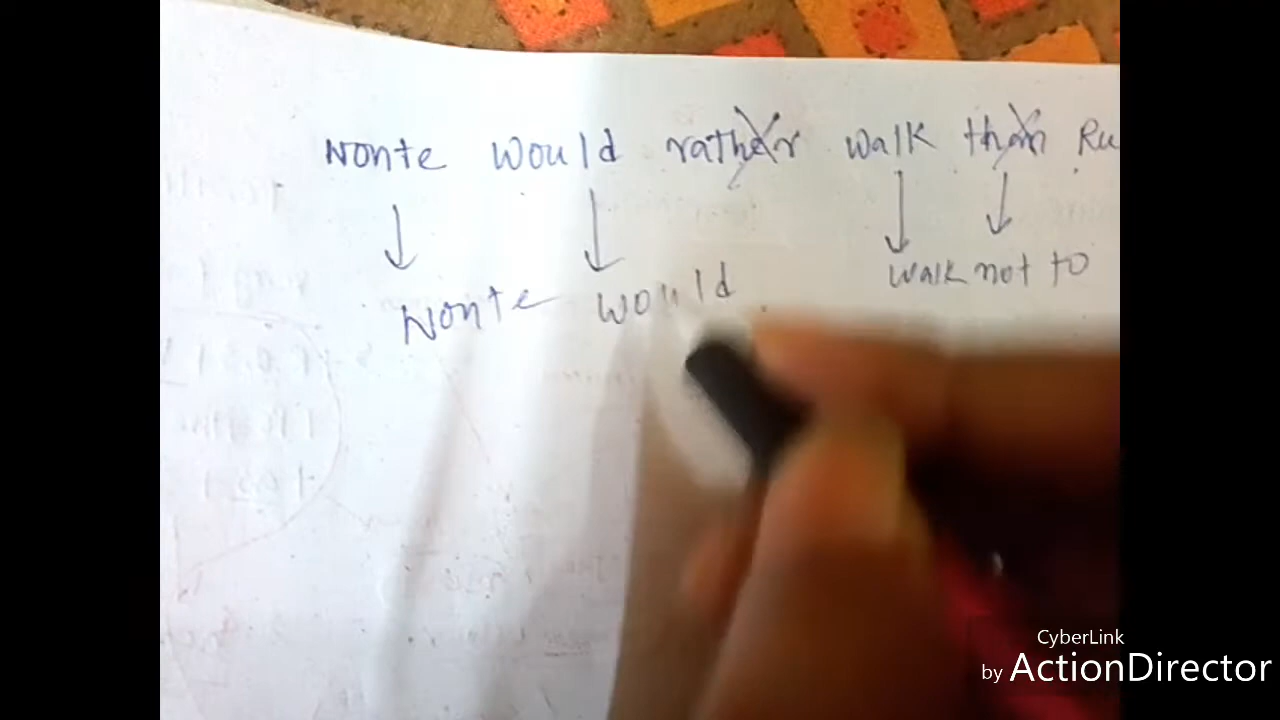 Nonte would rather walk than Ru
Nonte would walk not to
CyberLink
by ActionDirector